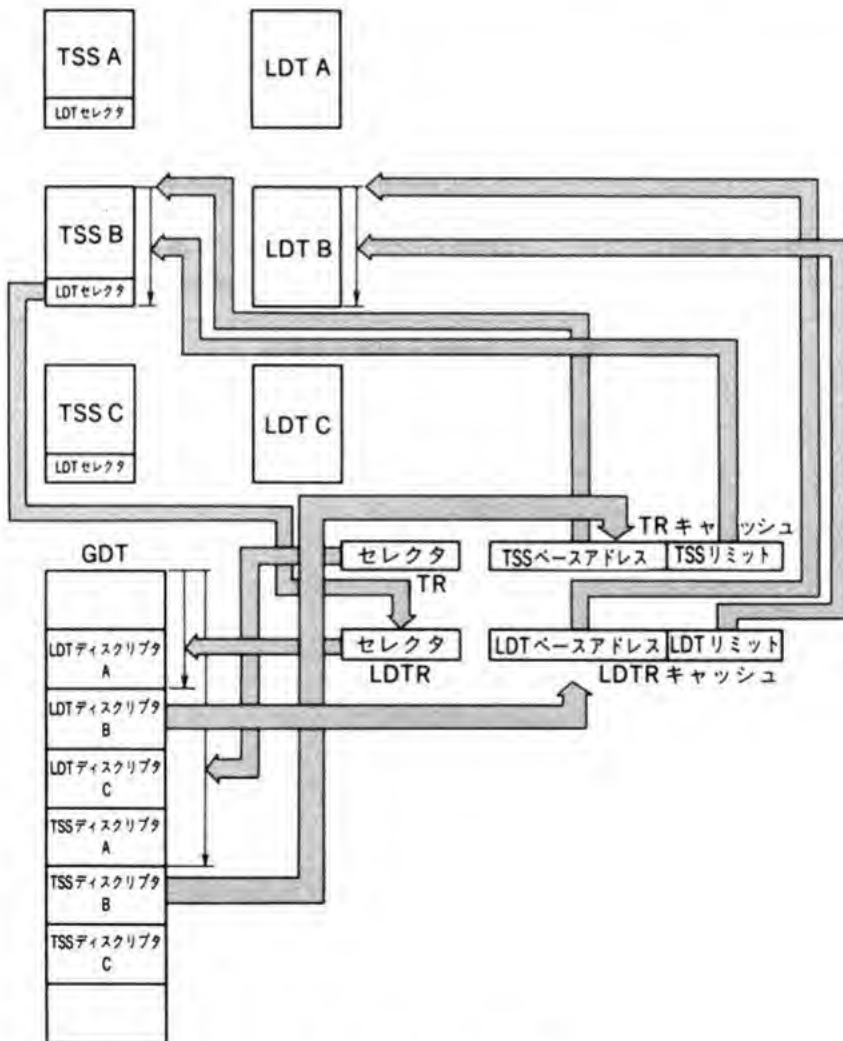 TSS A
LDTセレクタ
LDT A
TSS B
LDTセレクタ
LDT B
TSS C
LDTセレクタ
LDT C
TRキャッシュ
GDT
セレクタ
TR
TSSベースアドレス
TSSリミット
セレクタ
LDTR
LDTベースアドレス
LDTリミット
LDTRキャッシュ
LDTディスクリプタ
A
LDTディスクリプタ
B
LDTディスクリプタ
C
TSSディスクリプタ
A
TSSディスクリプタ
B
TSSディスクリプタ
C